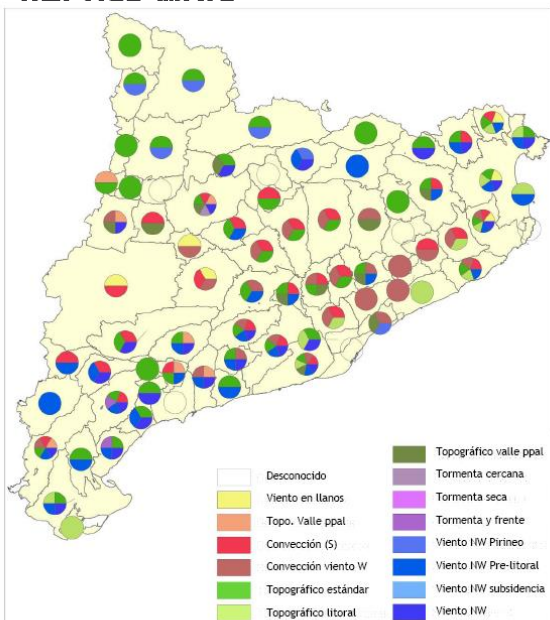 Desconocido
Viento en llanos
Topo. Valle ppal
Convección (S)
Convección viento W
Topográfico estándar
Topográfico litoral
Topográfico valle ppal
Tormenta cercana
Tormenta seca
Tormenta y frente
Viento NW Pirineo
Viento NW Pre-litoral
Viento NW subsidencia
Viento NW